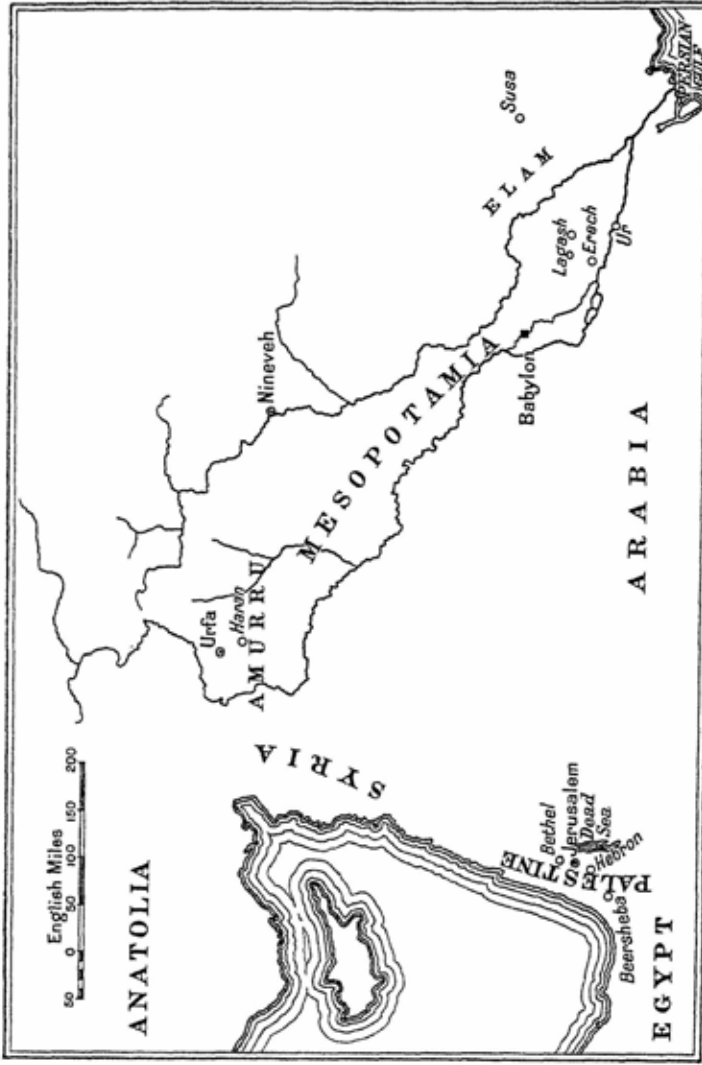 English Miles
50 0 50 100 150 200
ANATOLIA
Urfa
Haran
AMURRU
Nineveh
SYRIA
MESOPOTAMIA
ELAM
Susa
Babylon
Lagash
Erech
Ur
PERSIAN
GULF
Bethel
Jerusalem
Dead
Sea
Hebron
PALESTINE
Beersheba
ARABIA
EGYPT